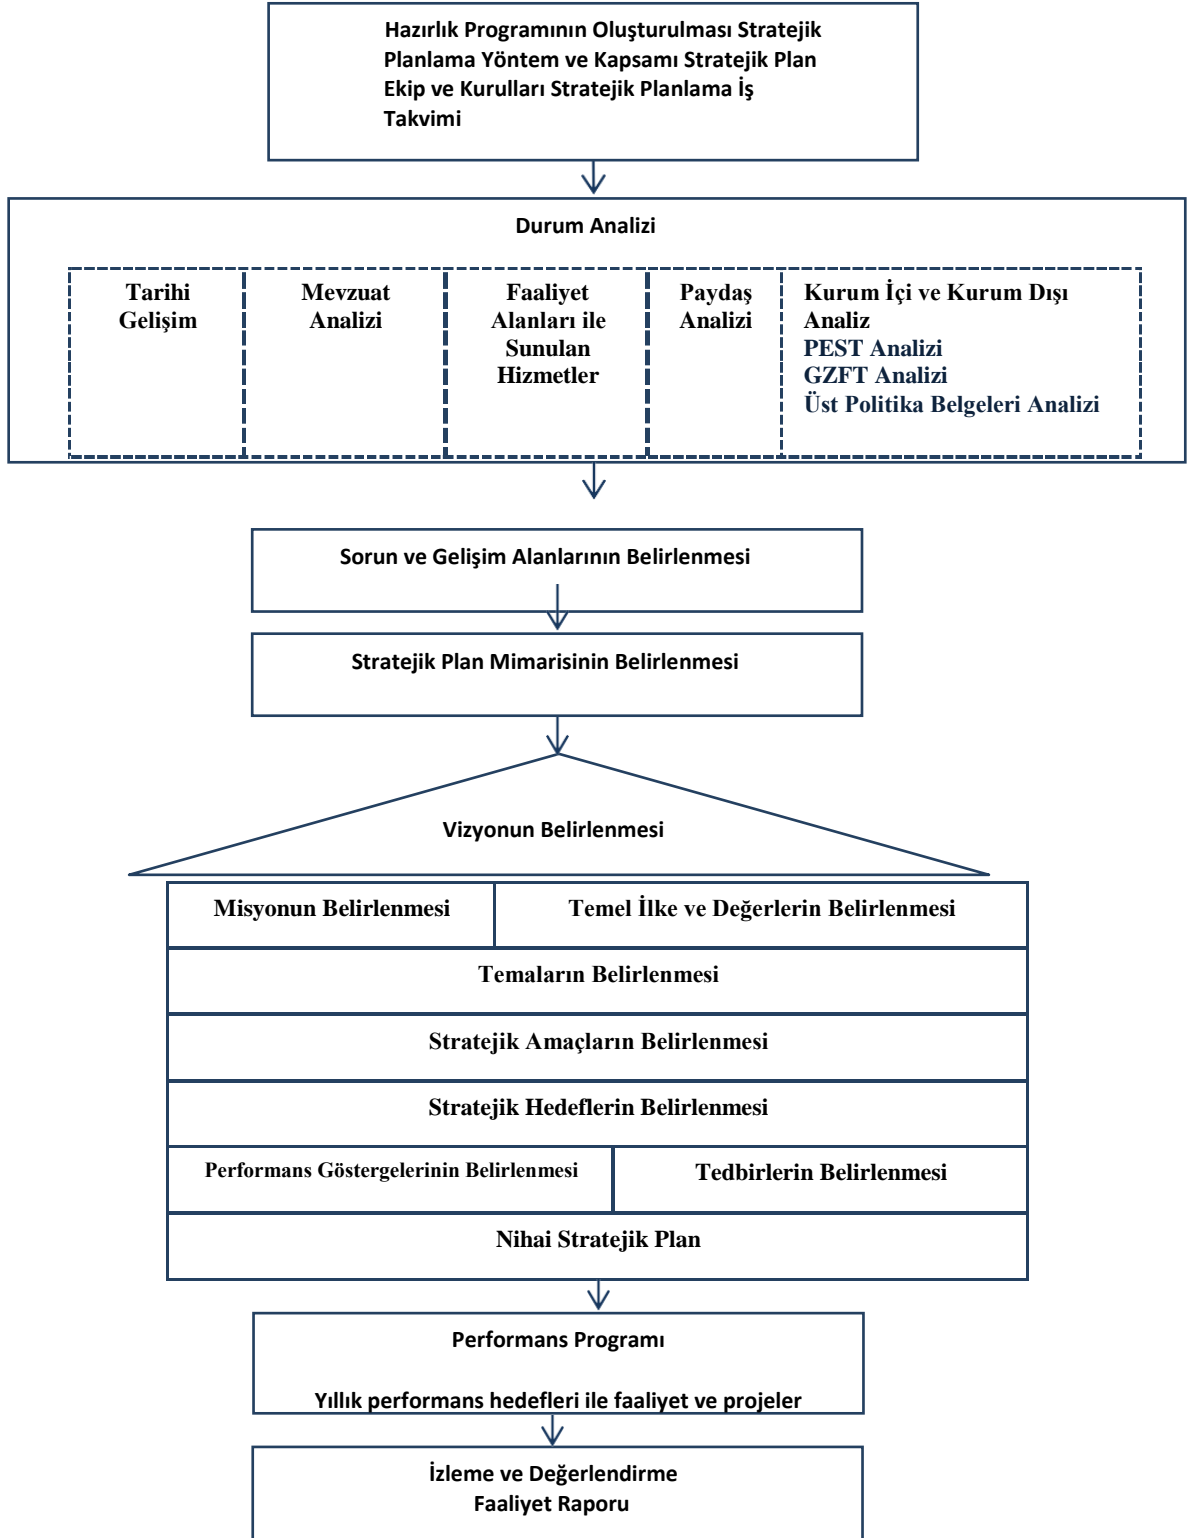 Hazırlık Programının Oluşturulması Stratejik
Planlama Yöntem ve Kapsamı Stratejik Plan
Ekip ve Kurulları Stratejik Planlama İş
Takvimi
Durum Analizi
Tarihi
Gelişim
Mevzuat
Analizi
Faaliyet
Alanları ile
Sunulan
Hizmetler
Paydaş
Analizi
Kurum İçi ve Kurum Dışı
Analiz
PEST Analizi
GZFT Analizi
Üst Politika Belgeleri Analizi
Sorun ve Gelişim Alanlarının Belirlenmesi
Stratejik Plan Mimarisinin Belirlenmesi
Vizyonun Belirlenmesi
Misyonun Belirlenmesi
Temel İlke ve Değerlerin Belirlenmesi
Temaların Belirlenmesi
Stratejik Amaçların Belirlenmesi
Stratejik Hedeflerin Belirlenmesi
Performans Göstergelerinin Belirlenmesi
Tedbirlerin Belirlenmesi
Nihai Stratejik Plan
Performans Programı
Yıllık performans hedefleri ile faaliyet ve projeler
İzleme ve Değerlendirme
Faaliyet Raporu